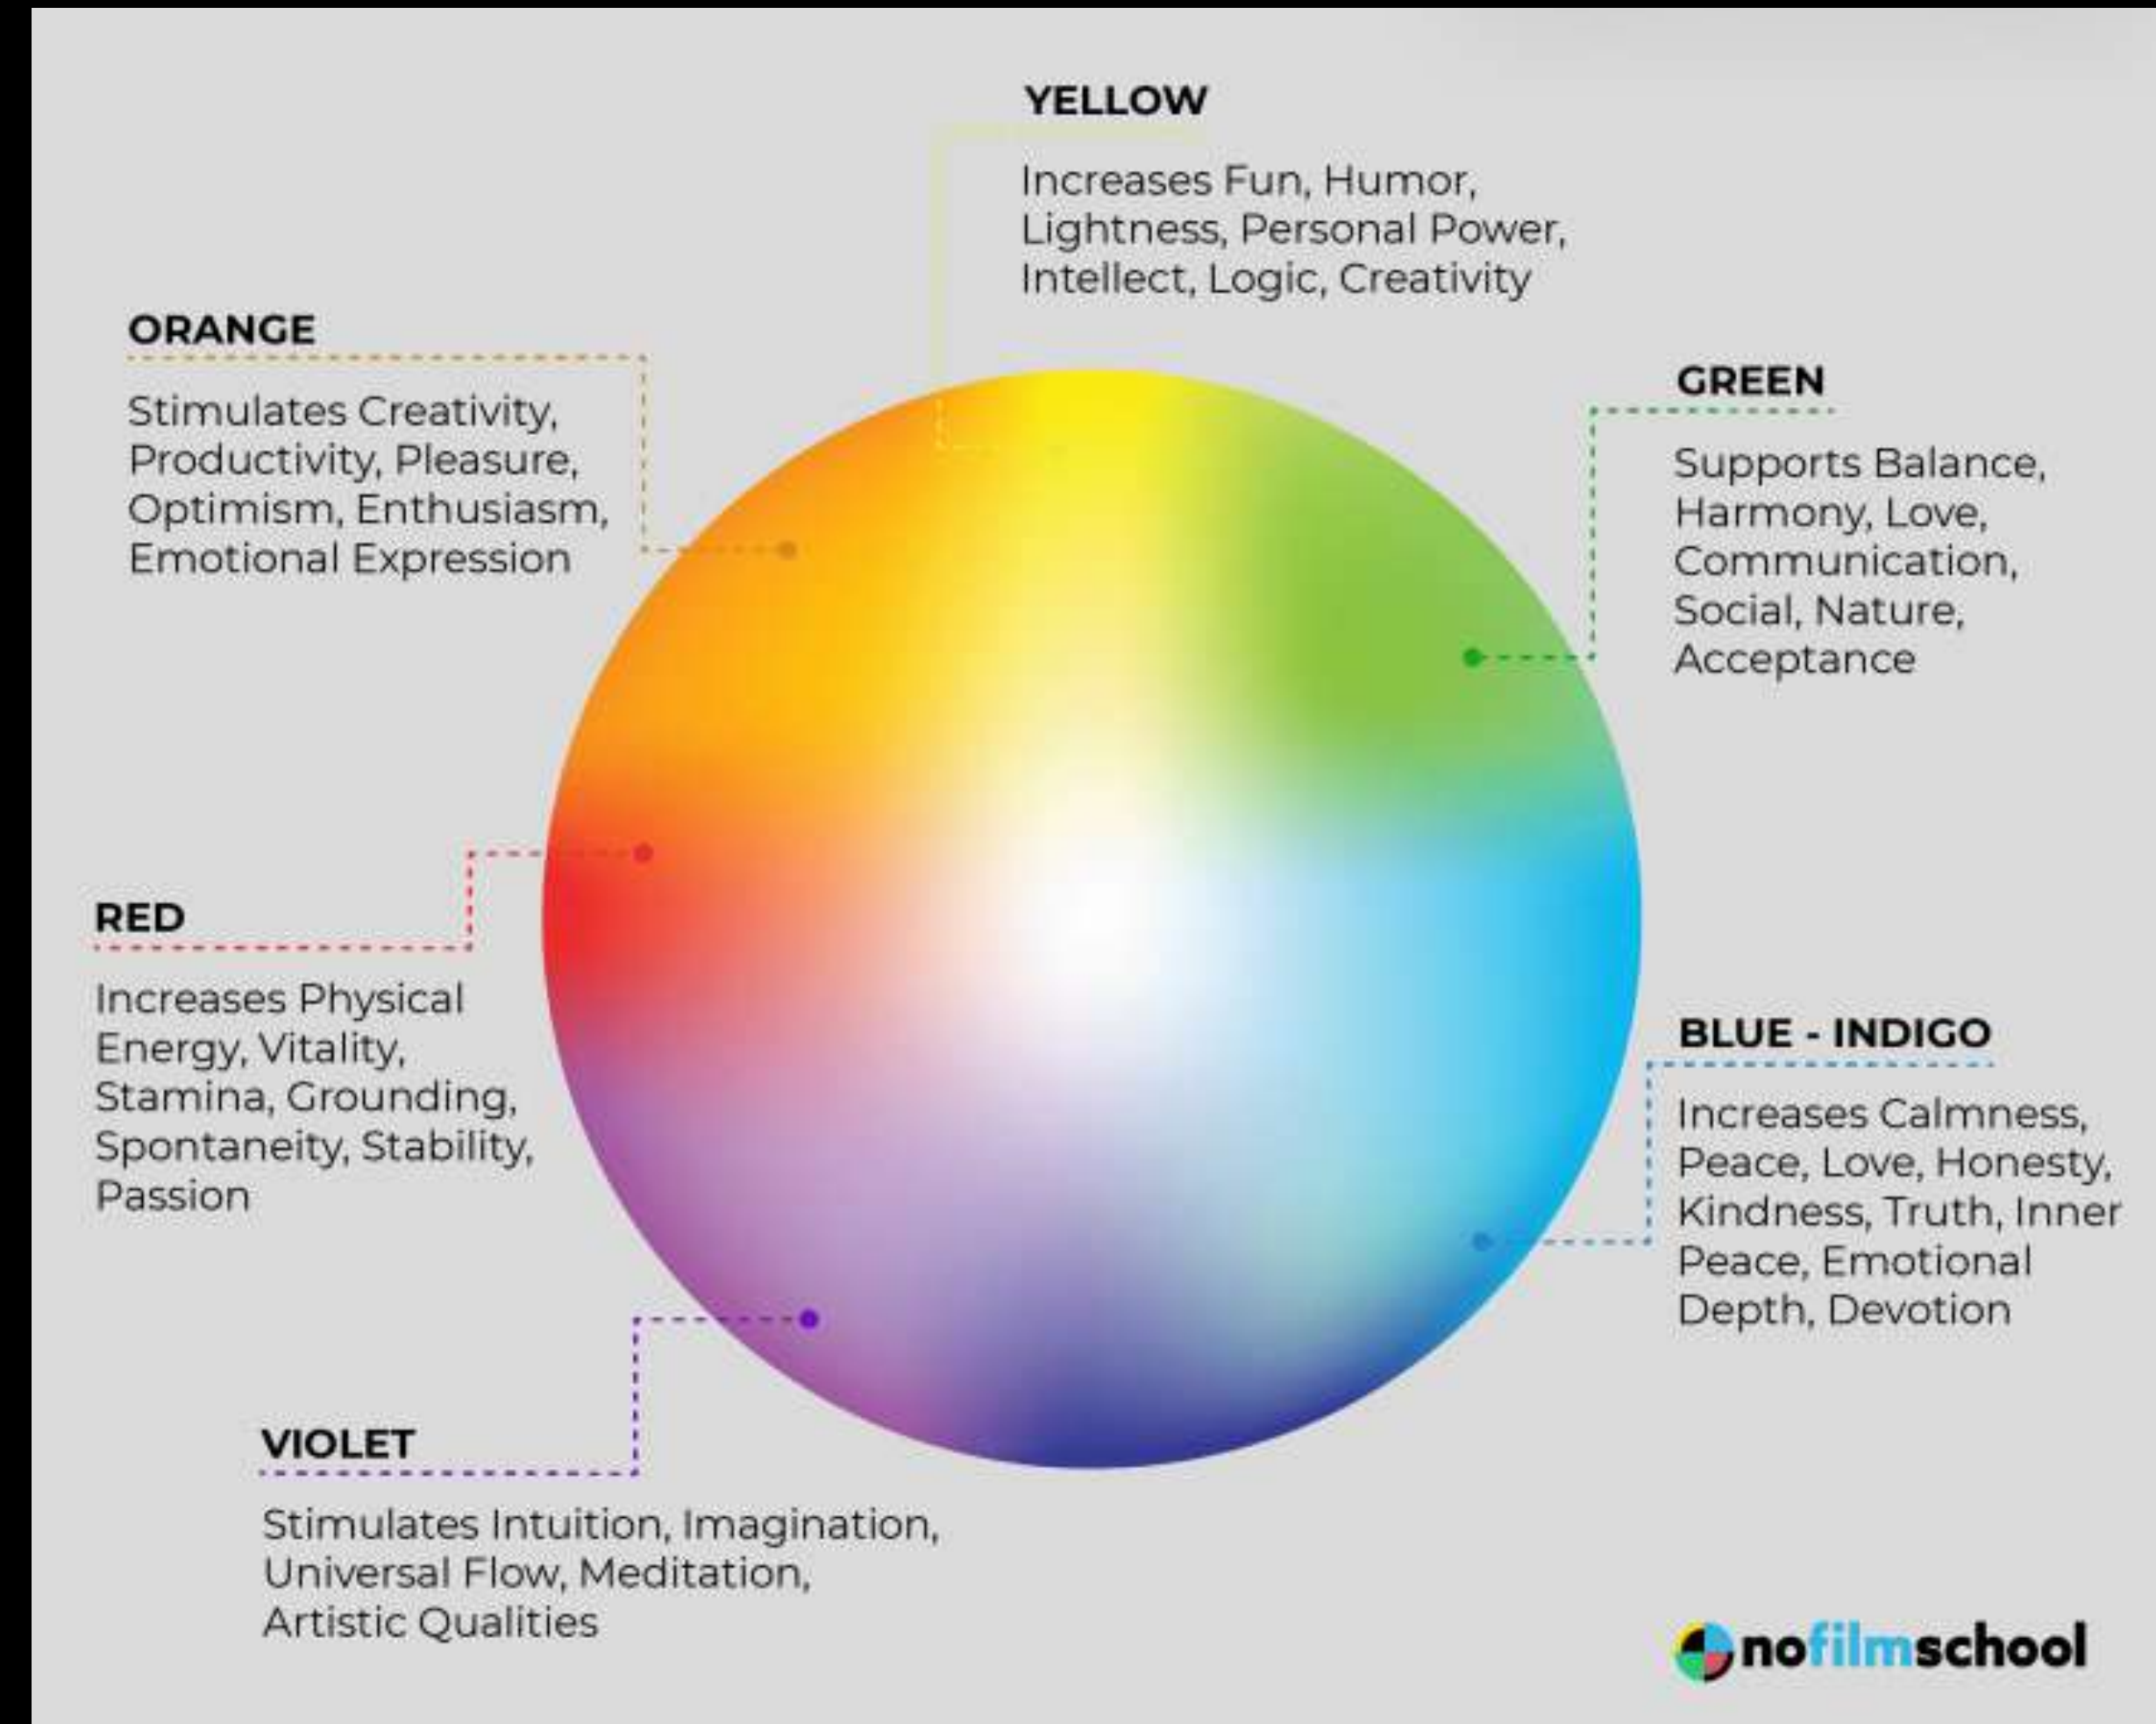 YELLOW
Increases Fun, Humor,
Lightness, Personal Power,
Intellect, Logic, Creativity
ORANGE
Stimulates Creativity,
Productivity, Pleasure,
Optimism, Enthusiasm,
Emotional Expression
GREEN
Supports Balance,
Harmony, Love,
Communication,
Social, Nature,
Acceptance
RED
Increases Physical
Energy, Vitality,
Stamina, Grounding,
Spontaneity, Stability,
Passion
BLUE - INDIGO
Increases Calmness,
Peace, Love, Honesty,
Kindness, Truth, Inner
Peace, Emotional
Depth, Devotion
VIOLET
Stimulates Intuition, Imagination,
Universal Flow, Meditation,
Artistic Qualities
nofilmschool